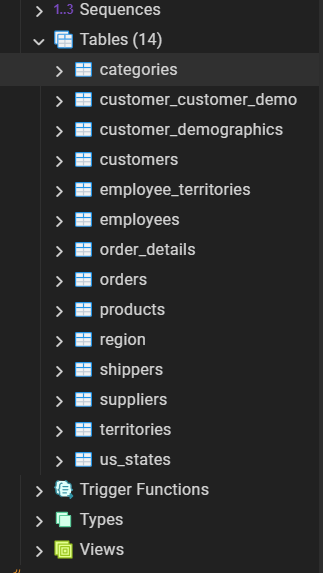 1..3 Sequences
Tables (14)
categories
customer_customer_demo
customer_demographics
customers
employee_territories
employees
order_details
orders
products
region
shippers
suppliers
territories
us_states
Trigger Functions
Types
Views